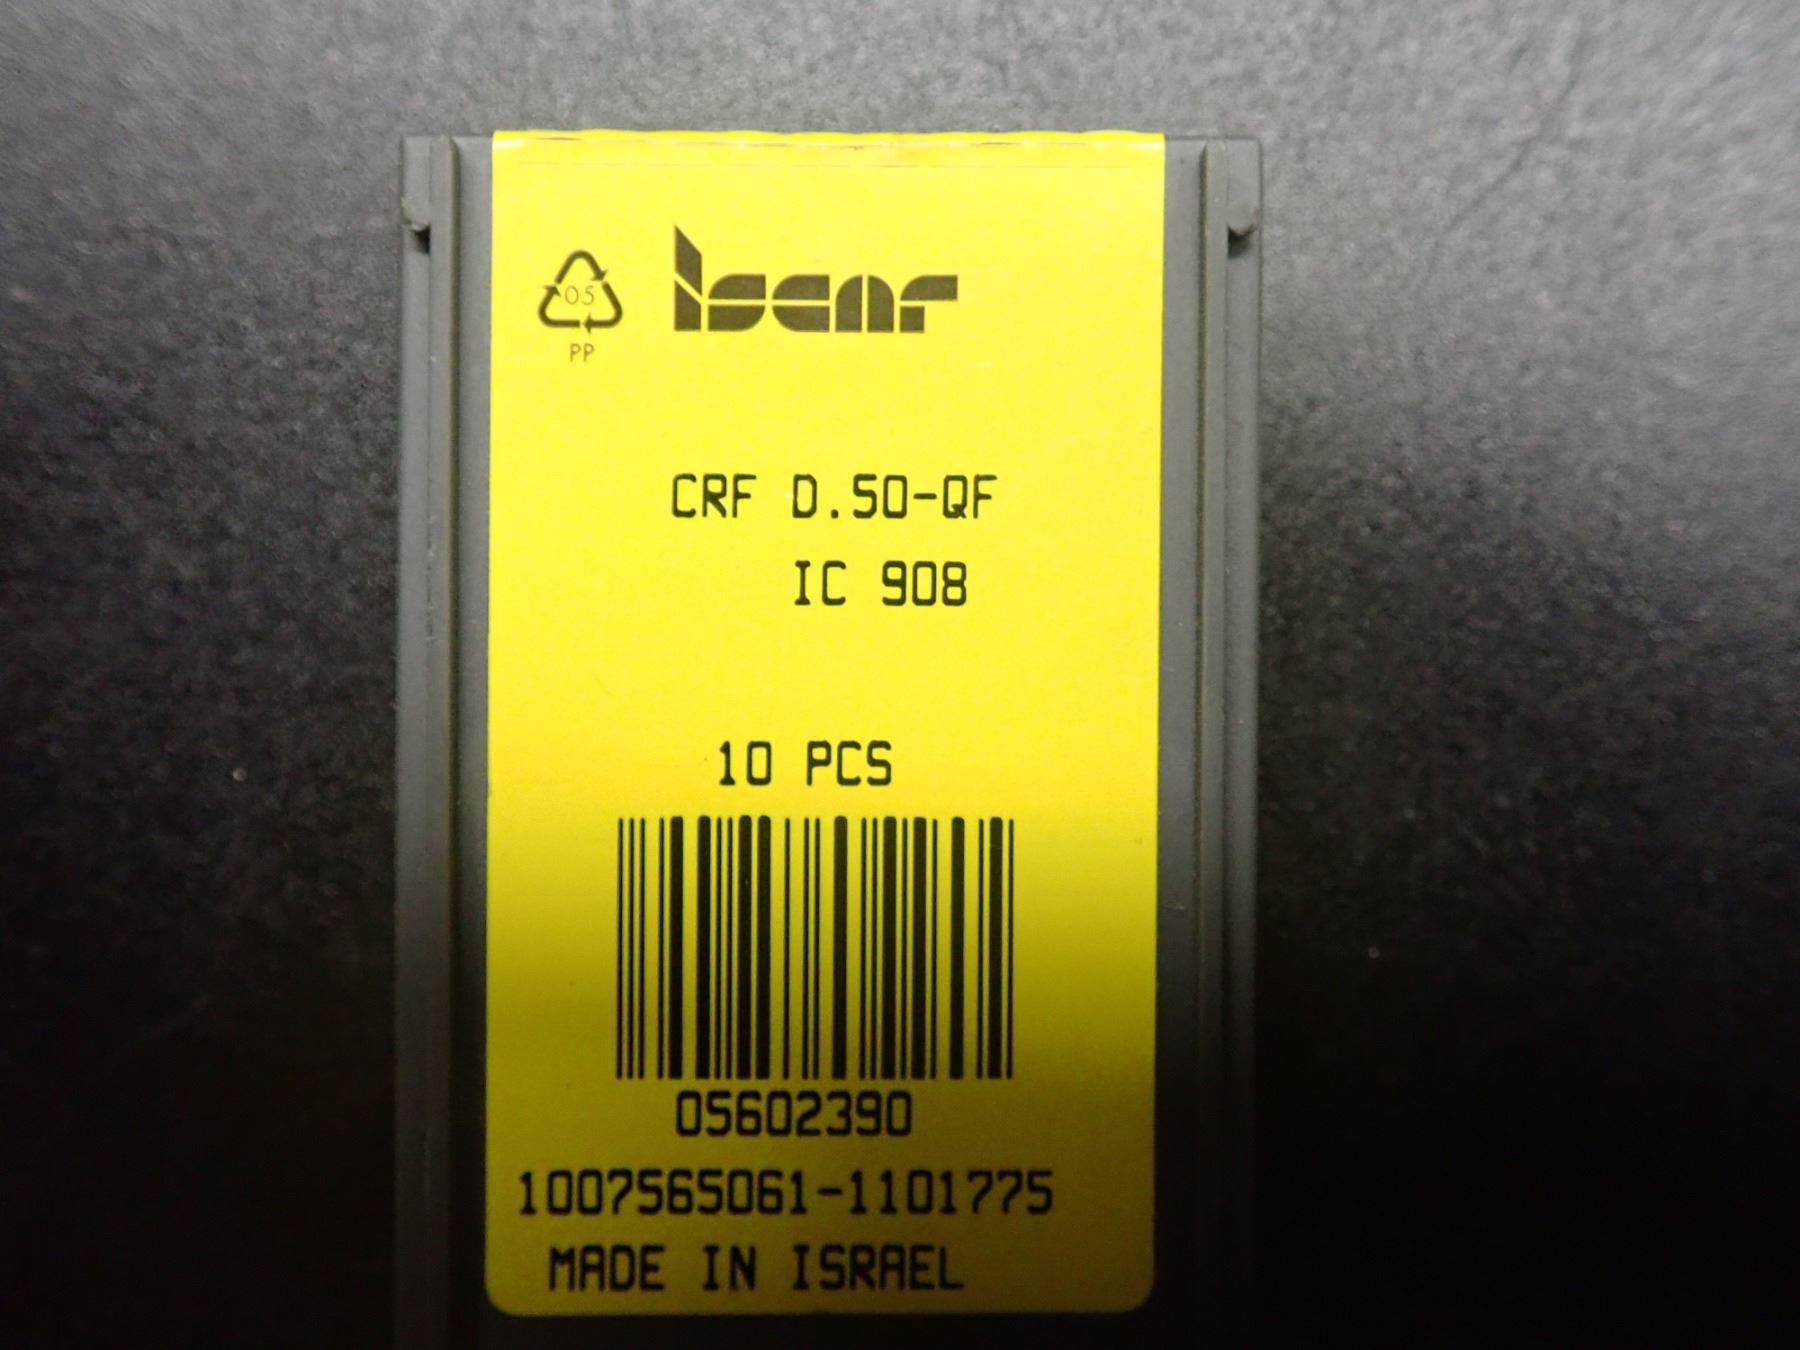 iscar
05
PP
CRF D.50-QF
IC 908
10 PCS
05602390
1007565061-1101775
MADE IN ISRAEL